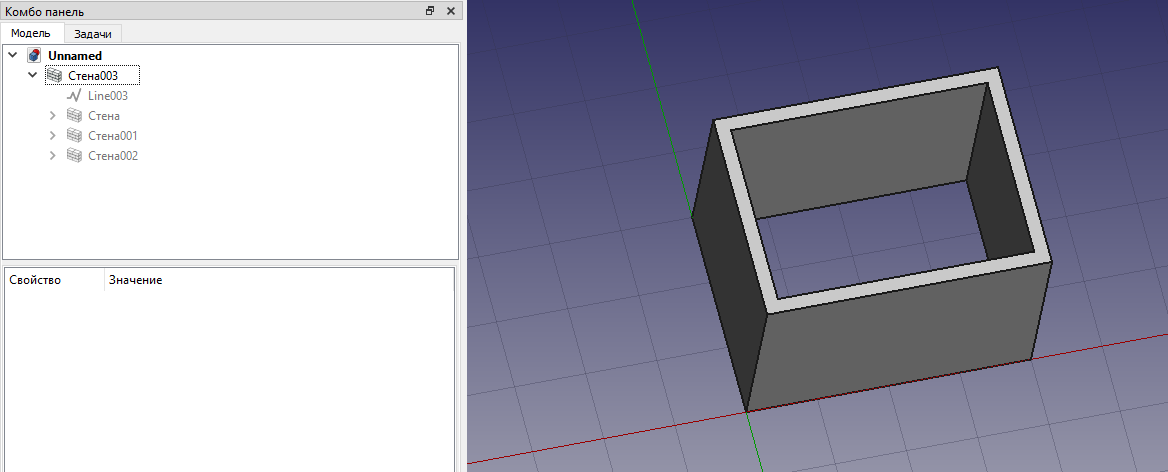 Комбо панель
Модель Задачи
Unnamed
Стена003
Line003
Стена
Стена001
Стена002
Свойство Значение